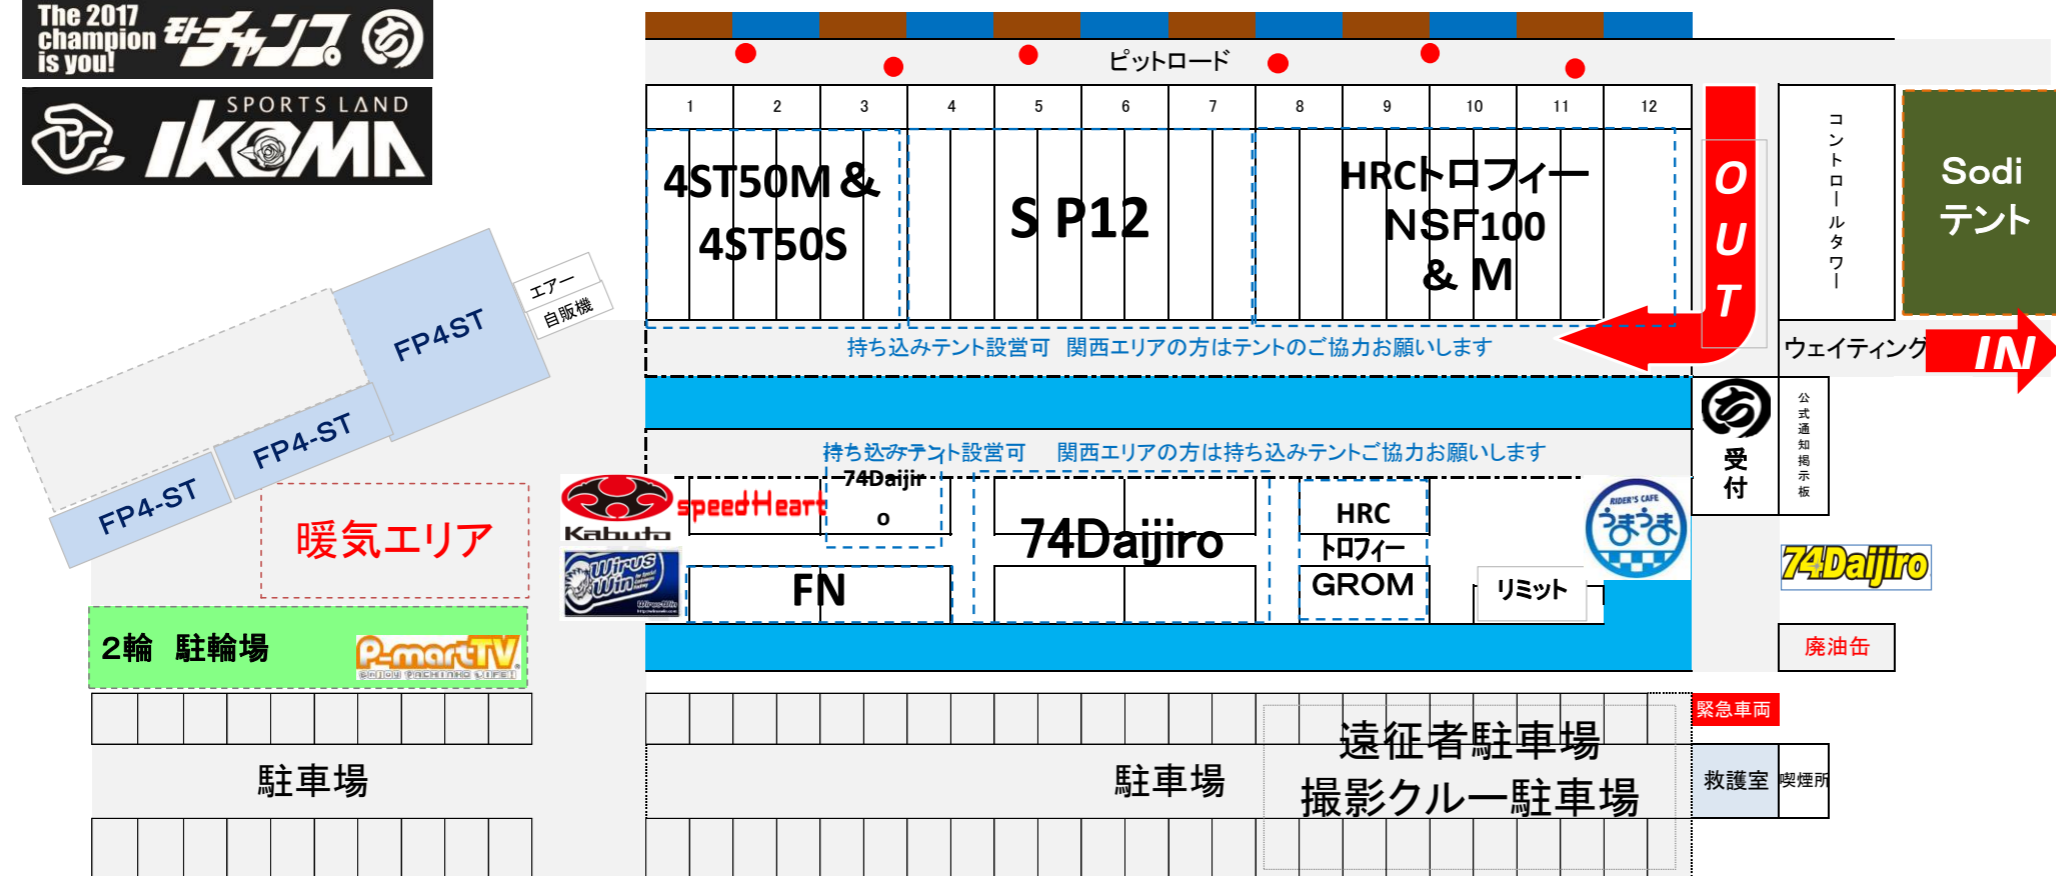 The 2017
champion
is you!
モトチャンプ
SPORTS LAND
IKOMA
ピットロード
1 2 3 4 5 6 7 8 9 10 11 12
4ST50M &
4ST50S
S P12
HRCトロフィー
NSF100
& M
OUT
コントロールタワー
Sodi
テント
エアー
自販機
FP4ST
FP4-ST
FP4-ST
持ち込みテント設営可 関西エリアの方はテントのご協力お願いします
ウェイティング
IN
持ち込みテント設営可 関西エリアの方は持ち込みテントご協力お願いします
受付
公式通知掲示板
暖気エリア
Kabuto
speedHeart
74Daijir
o
74Daijiro
HRC
トロフィー
GROM
RIDER'S CAFE
うまうま
WirusWin
FN
リミット
74Daijiro
2輪 駐輪場
P-martTV
ENJOY PACHINKO LIFE!
廃油缶
緊急車両
駐車場
駐車場
遠征者駐車場
撮影クルー駐車場
救護室
喫煙所